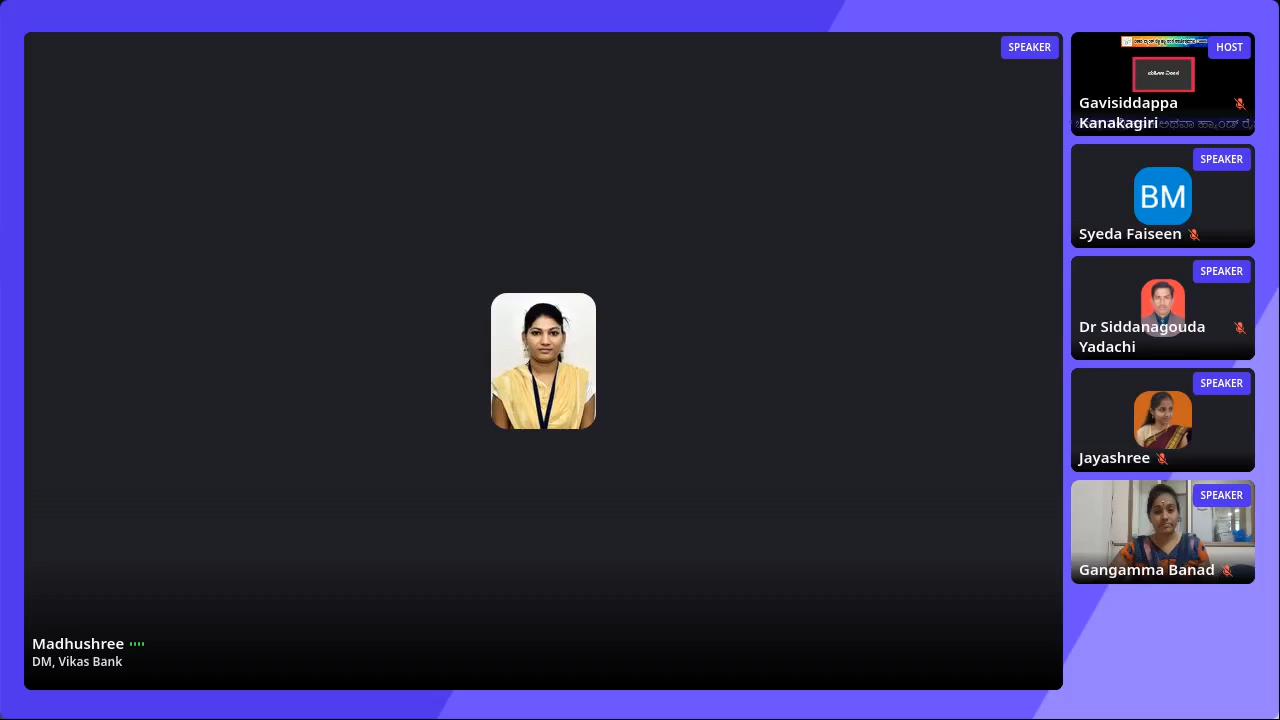 SPEAKER
Madhushree
DM, Vikas Bank
HOST
Gavisiddappa
Kanakagiri
ಅಥವಾ ಹ್ಯಾಂಡ್
SPEAKER
BM
Syeda Faiseen
SPEAKER
Dr Siddanagouda
Yadachi
SPEAKER
Jayashree
SPEAKER
Gangamma Banad